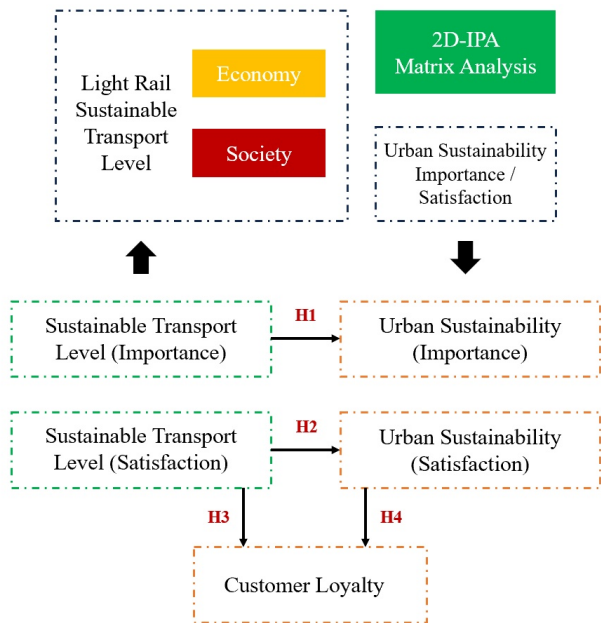 Light Rail
Sustainable
Transport
Level
Economy
Society
2D-IPA
Matrix Analysis
Urban Sustainability
Importance /
Satisfaction
Sustainable Transport
Level (Importance)
H1
Urban Sustainability
(Importance)
Sustainable Transport
Level (Satisfaction)
H2
Urban Sustainability
(Satisfaction)
H3
H4
Customer Loyalty